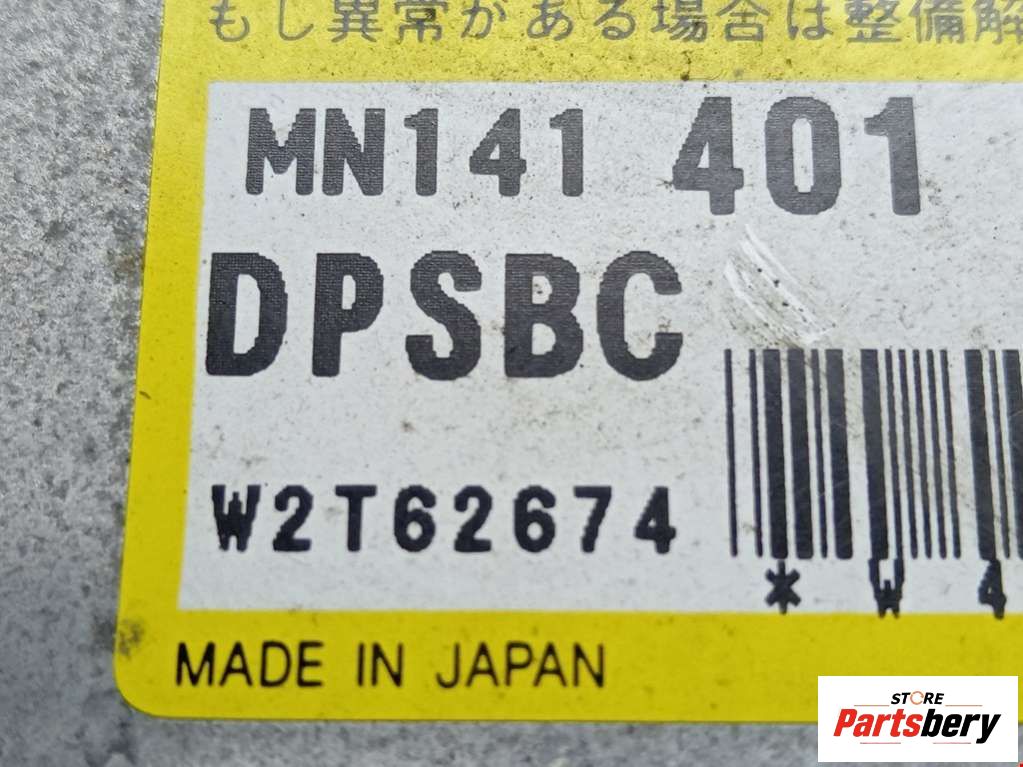 もし異常がある場合は整備解
MN141 401
DPSBC
W2T62674
*W4
MADE IN JAPAN
STORE
Partsbery